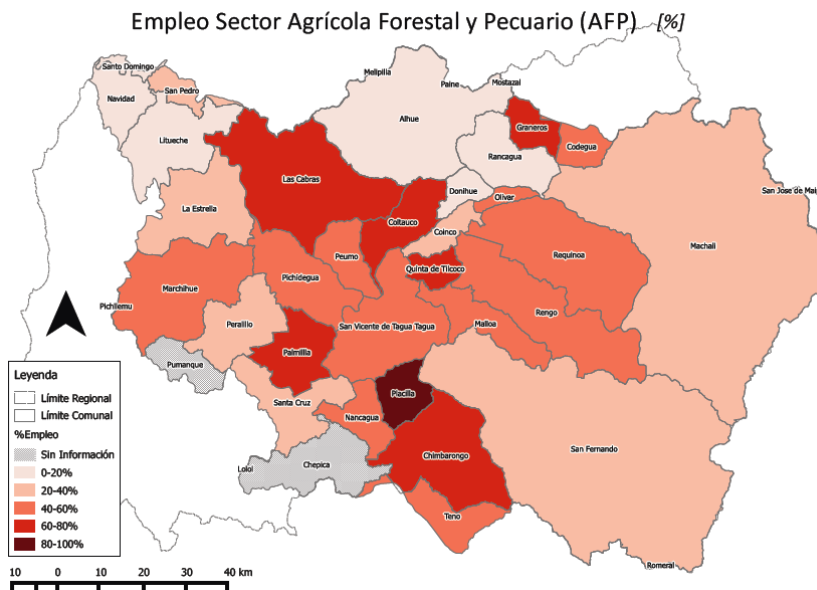 Empleo Sector Agrícola Forestal y Pecuario (AFP) [%]
Santo Domingo
Navidad
San Pedro
Melipilla
Paine
Mostazal
Alhue
Litueche
Graneros
Codegua
Rancagua
Las Cabras
Donihue
San Jose de Maip
Olivar
La Estrella
Coltauco
Coinco
Machali
Peumo
Requinoa
Quinta de Tilcoco
Pichidegua
Marchihue
Pichilemu
Rengo
Peralillo
San Vicente de Tagua Tagua
Malloa
Palmilla
Pumanque
Placilla
Santa Cruz
Nancagua
San Fernando
Chimbarongo
Chepica
Lolol
Teno
Romeral
Leyenda
Límite Regional
Límite Comunal
%Empleo
Sin Información
0-20%
20-40%
40-60%
60-80%
80-100%
10 0 10 20 30 40 km